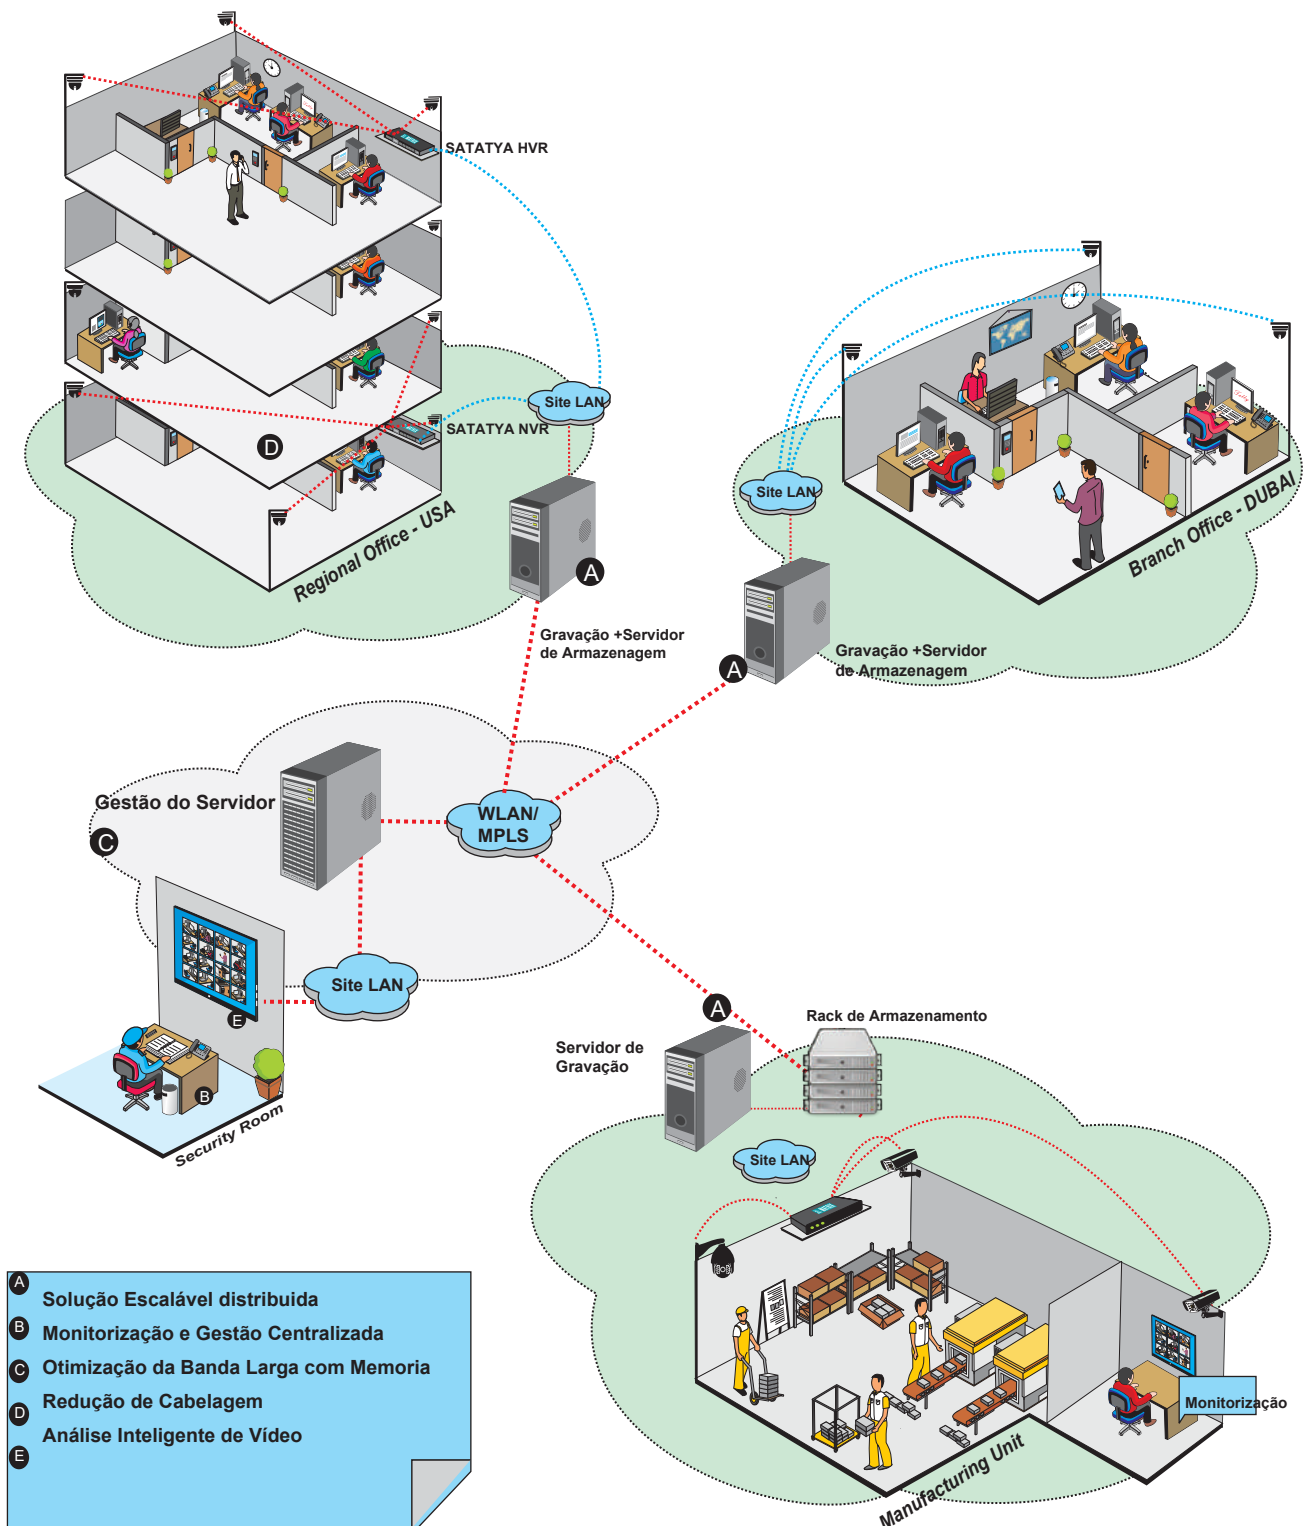 SATATYA HVR
Site LAN
SATATYA NVR
D
Regional Office - USA
A
Gravação +Servidor
de Armazenagem
Site LAN
Branch Office - DUBAI
A
Gravação +Servidor
de Armazenagem
Gestão do Servidor
C
WLAN/
MPLS
Site LAN
E
B
Security Room
A
Rack de Armazenamento
Servidor de
Gravação
Site LAN
Monitorização
Manufacturing Unit
A
Solução Escalável distribuida
B
Monitorização e Gestão Centralizada
C
Otimização da Banda Larga com Memoria
D
Redução de Cabelagem
E
Análise Inteligente de Vídeo